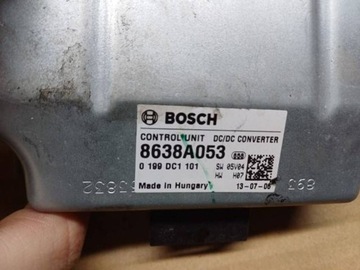 BOSCH
CONTROL UNIT DC/DC CONVERTER
8638A053
0 199 DC1 101 SW 05V04
HW H07
Made in Hungary 13-07-06